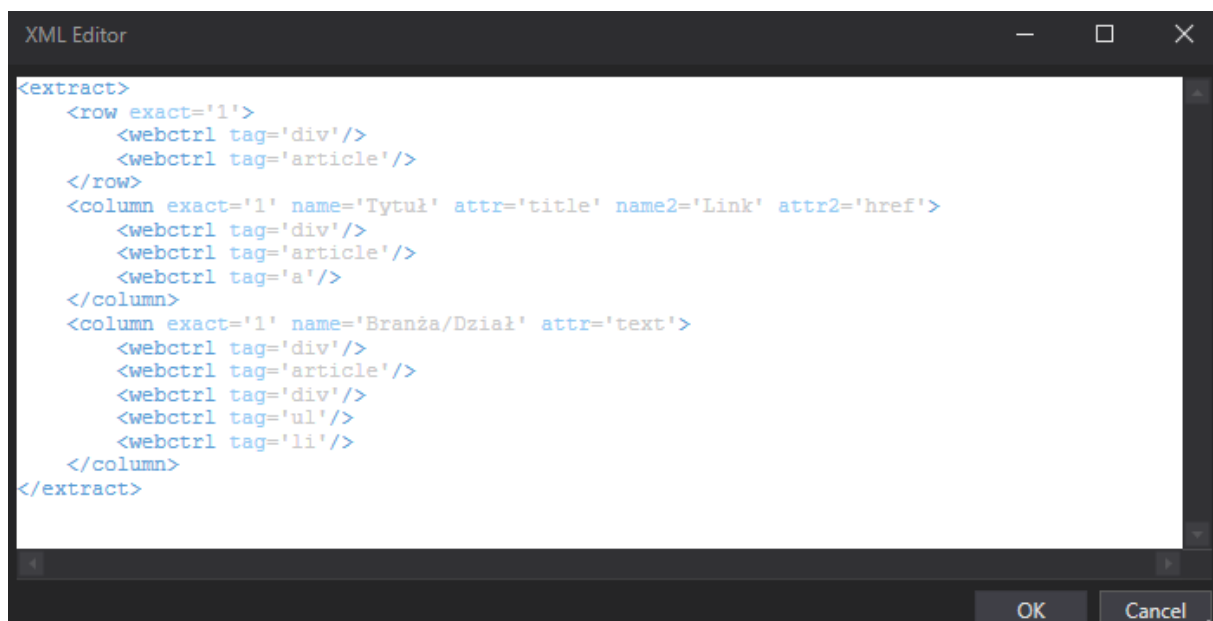 XML Editor
<extract>
    <row exact='1'>
        <webctrl tag='div'/>
        <webctrl tag='article'/>
    </row>
    <column exact='1' name='Tytuł' attr='title' name2='Link' attr2='href'>
        <webctrl tag='div'/>
        <webctrl tag='article'/>
        <webctrl tag='a'/>
    </column>
    <column exact='1' name='Branża/Dział' attr='text'>
        <webctrl tag='div'/>
        <webctrl tag='article'/>
        <webctrl tag='div'/>
        <webctrl tag='ul'/>
        <webctrl tag='li'/>
    </column>
</extract>
OK Cancel